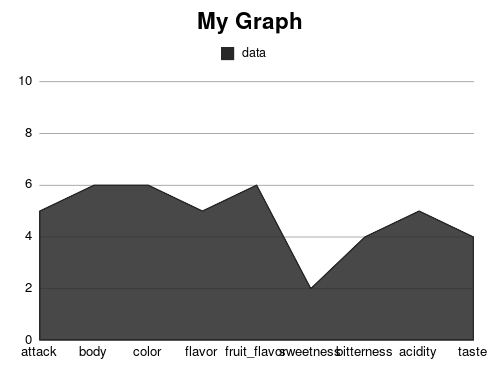 My Graph
data
10
8
6
4
2
0
attack body color flavor fruit_flavor sweetness bitterness acidity taste